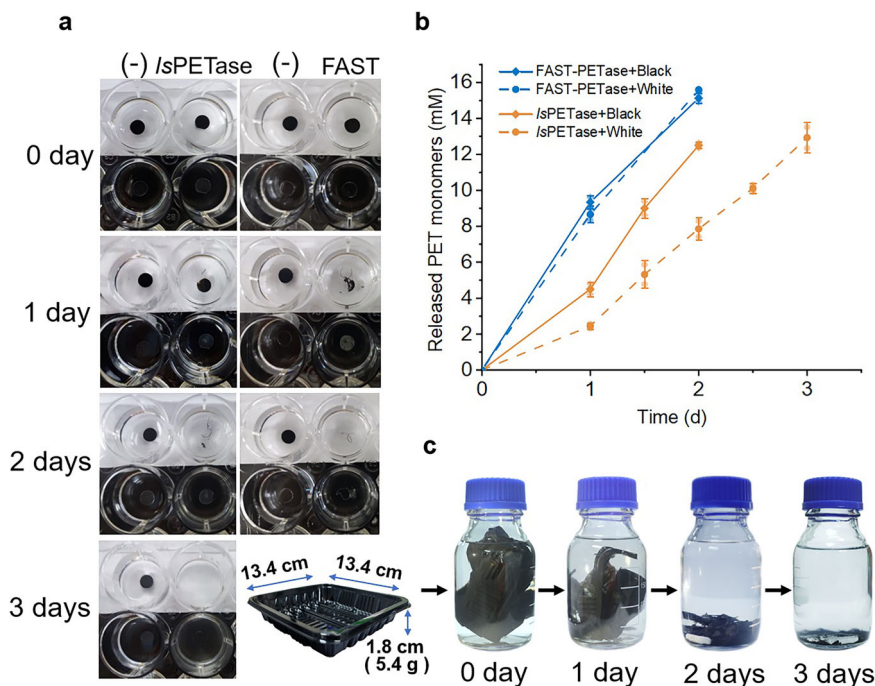 a
(-) IsPETase (-) FAST
0 day
1 day
2 days
3 days
13.4 cm
13.4 cm
1.8 cm
( 5.4 g )
b
Released PET monomers (mM)
16
14
12
10
8
6
4
2
0
FAST-PETase+Black
FAST-PETase+White
IsPETase+Black
IsPETase+White
0 1 2 3
Time (d)
c
0 day 1 day 2 days 3 days